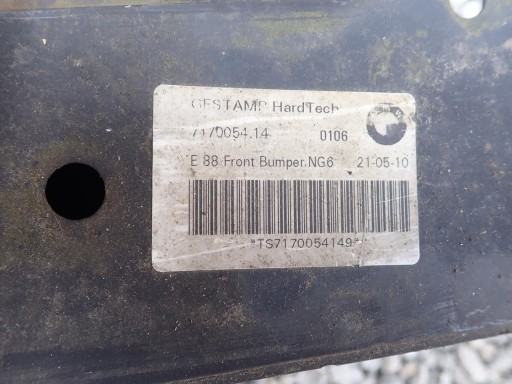 GESTAMP HardTech
7170054.14 0106
E 88 Front Bumper.NG6 21-05-10
*TS7170054149*